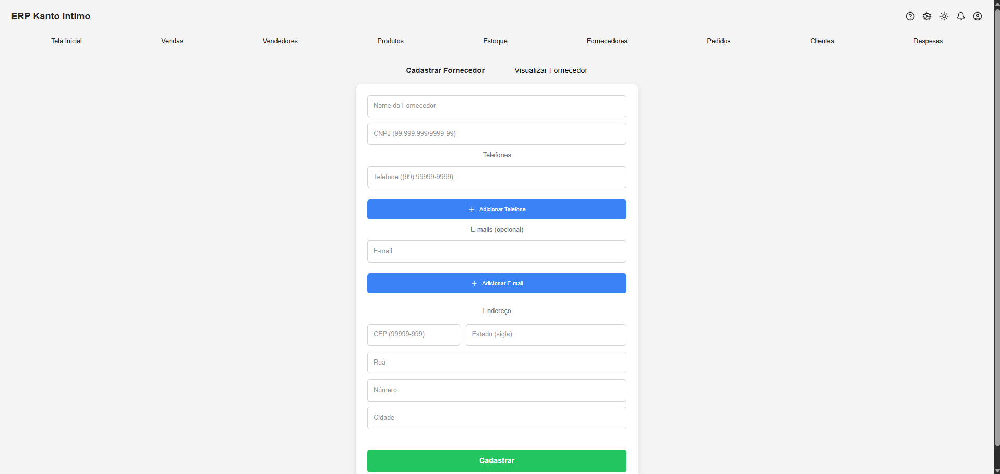 ERP Kanto Intimo
Tela Inicial Vendas Vendedores Produtos Estoque Fornecedores Pedidos Clientes Despesas
Cadastrar Fornecedor Visualizar Fornecedor
Nome do Fornecedor
CNPJ (99.999.999/9999-99)
Telefones
Telefone ((99) 99999-9999)
+ Adicionar Telefone
E-mails (opcional)
E-mail
+ Adicionar E-mail
Endereço
CEP (99999-999) Estado (sigla)
Rua
Número
Cidade
Cadastrar